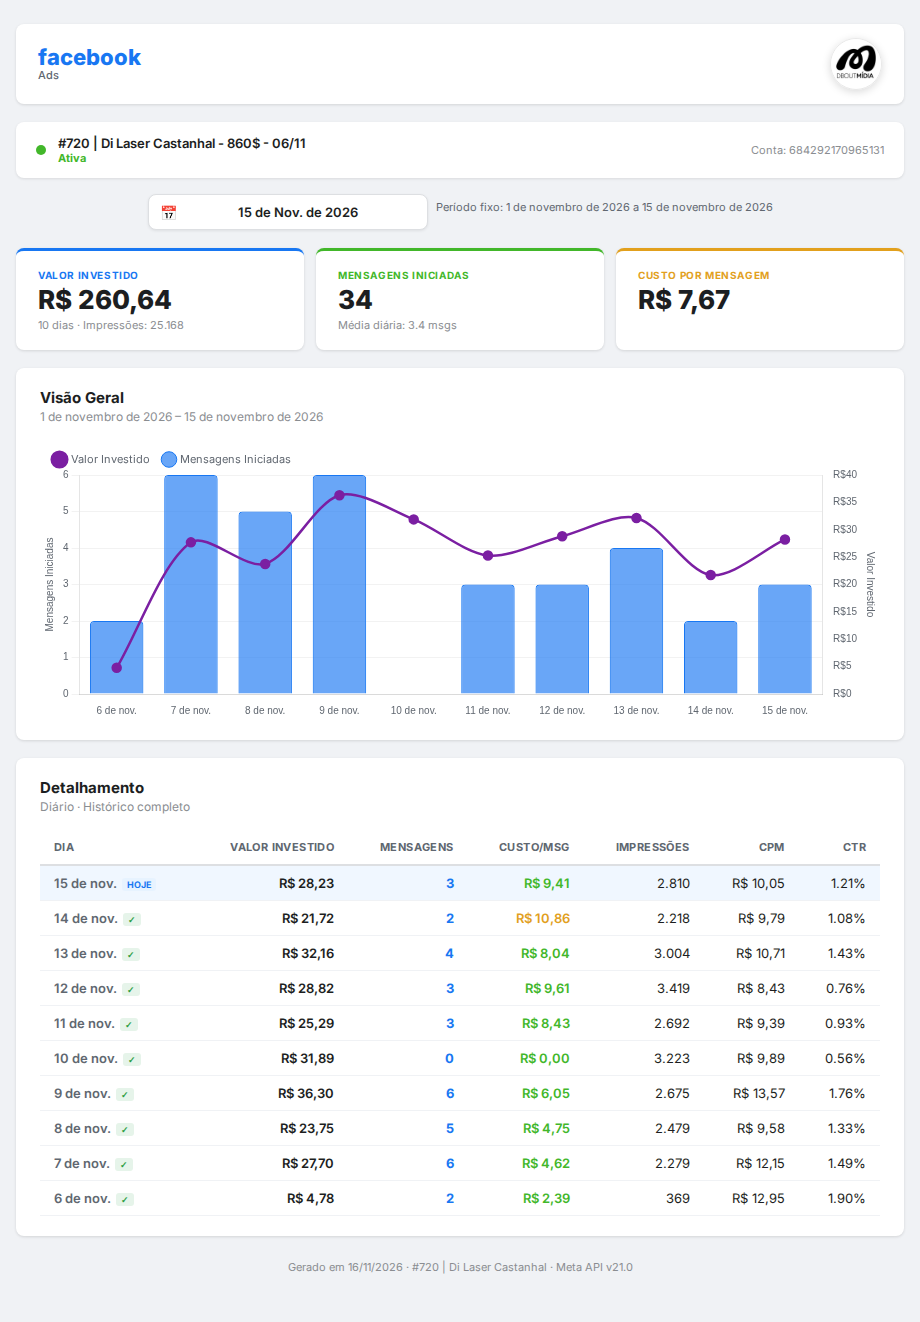 facebook
Ads
DBOUTMÍDIA
#720 | Di Laser Castanhal - 860$ - 06/11
Ativa
Conta: 684292170965131
15 de Nov. de 2026
Período fixo: 1 de novembro de 2026 a 15 de novembro de 2026
VALOR INVESTIDO
R$ 260,64
10 dias · Impressões: 25.168
MENSAGENS INICIADAS
34
Média diária: 3.4 msgs
CUSTO POR MENSAGEM
R$ 7,67
Visão Geral
1 de novembro de 2026 – 15 de novembro de 2026
Valor Investido Mensagens Iniciadas
Mensagens Iniciadas
6
5
4
3
2
1
0
R$40
R$35
R$30
R$25
R$20
R$15
R$10
R$5
R$0
Valor Investido
6 de nov. 7 de nov. 8 de nov. 9 de nov. 10 de nov. 11 de nov. 12 de nov. 13 de nov. 14 de nov. 15 de nov.
Detalhamento
Diário · Histórico completo
DIA VALOR INVESTIDO MENSAGENS CUSTO/MSG IMPRESSÕES CPM CTR
15 de nov. HOJE R$ 28,23 3 R$ 9,41 2.810 R$ 10,05 1.21%
14 de nov. ✓ R$ 21,72 2 R$ 10,86 2.218 R$ 9,79 1.08%
13 de nov. ✓ R$ 32,16 4 R$ 8,04 3.004 R$ 10,71 1.43%
12 de nov. ✓ R$ 28,82 3 R$ 9,61 3.419 R$ 8,43 0.76%
11 de nov. ✓ R$ 25,29 3 R$ 8,43 2.692 R$ 9,39 0.93%
10 de nov. ✓ R$ 31,89 0 R$ 0,00 3.223 R$ 9,89 0.56%
9 de nov. ✓ R$ 36,30 6 R$ 6,05 2.675 R$ 13,57 1.76%
8 de nov. ✓ R$ 23,75 5 R$ 4,75 2.479 R$ 9,58 1.33%
7 de nov. ✓ R$ 27,70 6 R$ 4,62 2.279 R$ 12,15 1.49%
6 de nov. ✓ R$ 4,78 2 R$ 2,39 369 R$ 12,95 1.90%
Gerado em 16/11/2026 · #720 | Di Laser Castanhal · Meta API v21.0